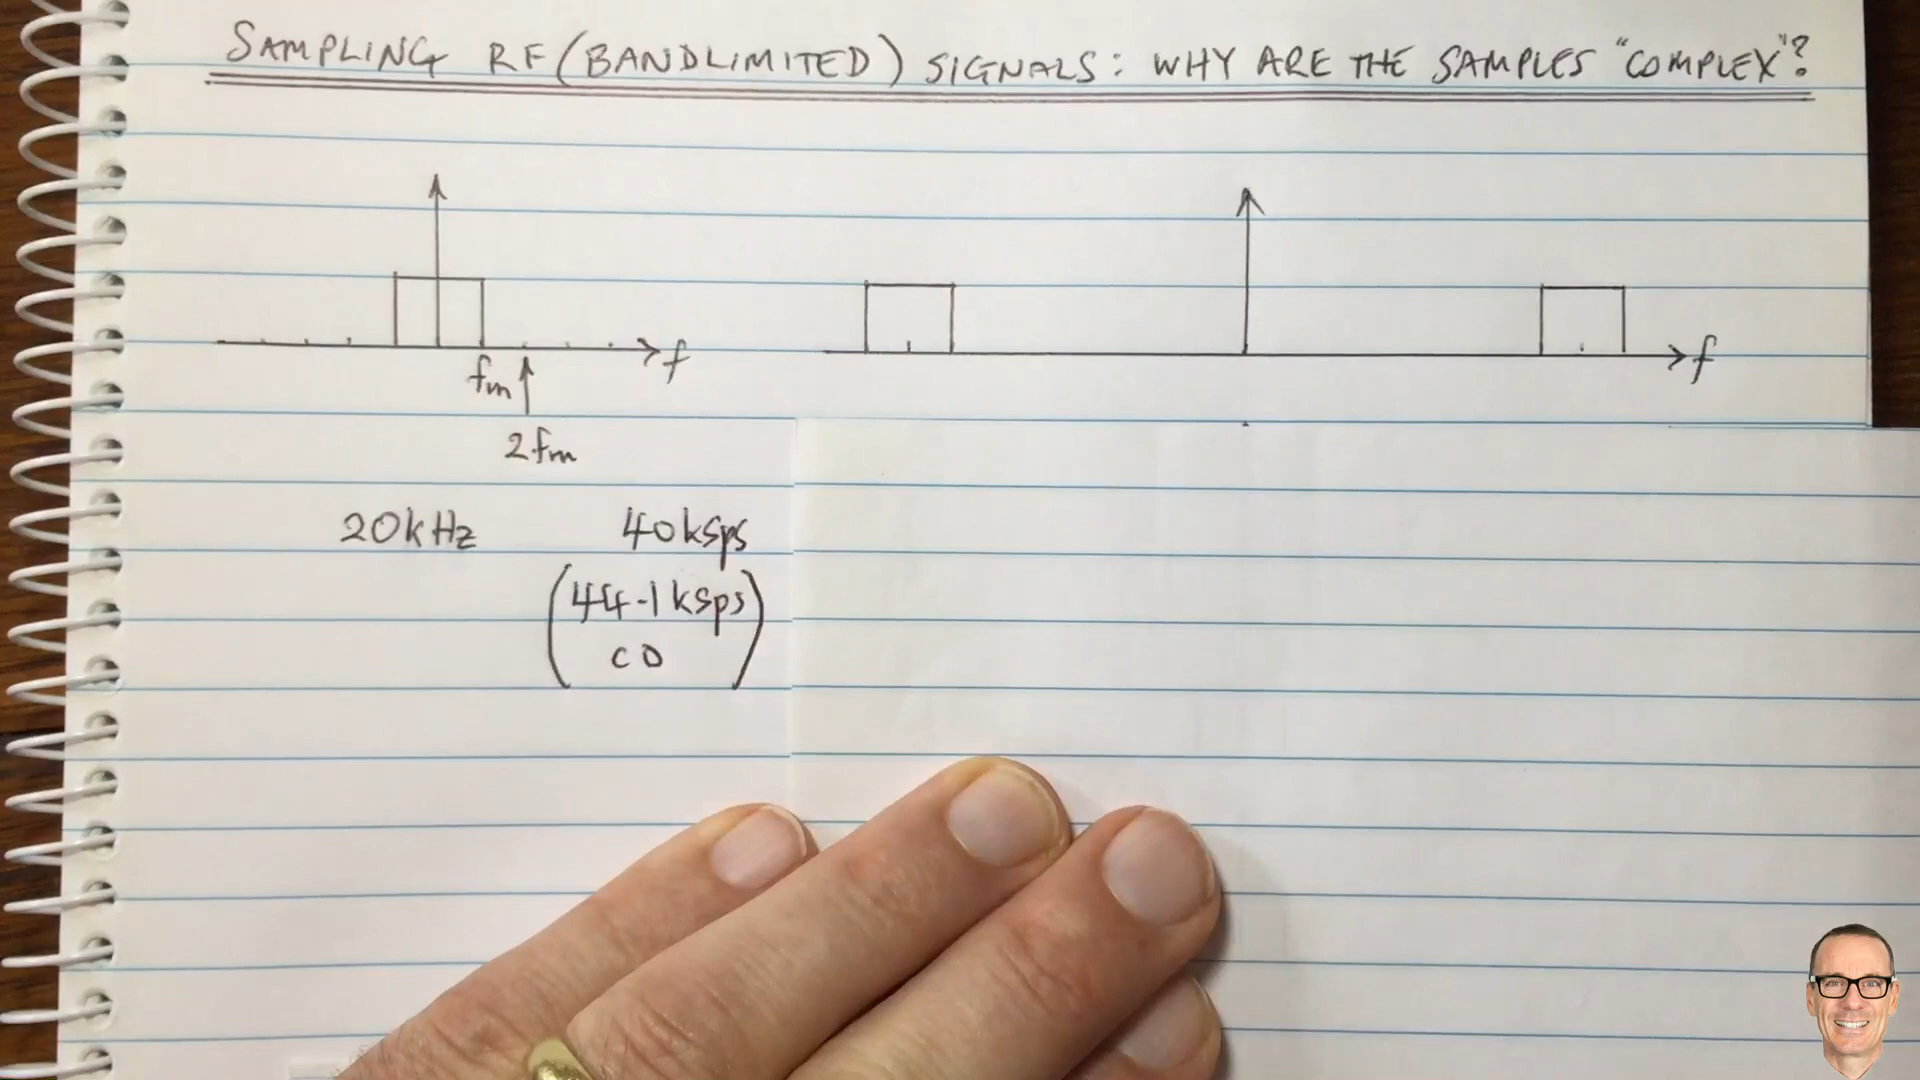 SAMPLING RF (BANDLIMITED) SIGNALS: WHY ARE THE SAMPLES "COMPLEX"?
f
f
fm
2fm
20kHz 40ksps
(44.1ksps
CD)